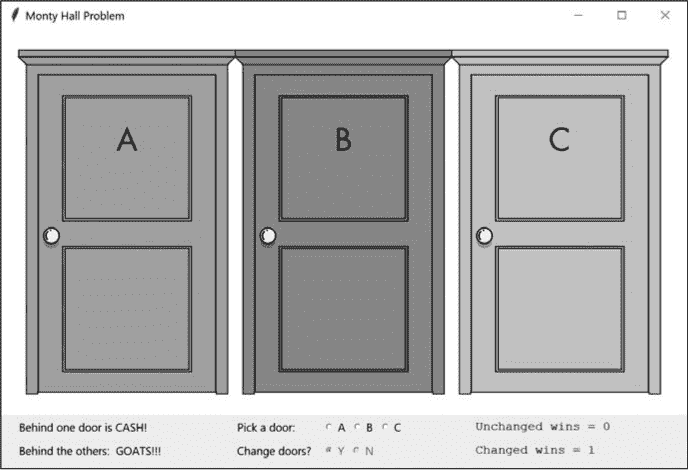 Monty Hall Problem
A B C
Behind one door is CASH! Pick a door: A B C Unchanged wins = 0
Behind the others: GOATS!!! Change doors? Y N Changed wins = 1